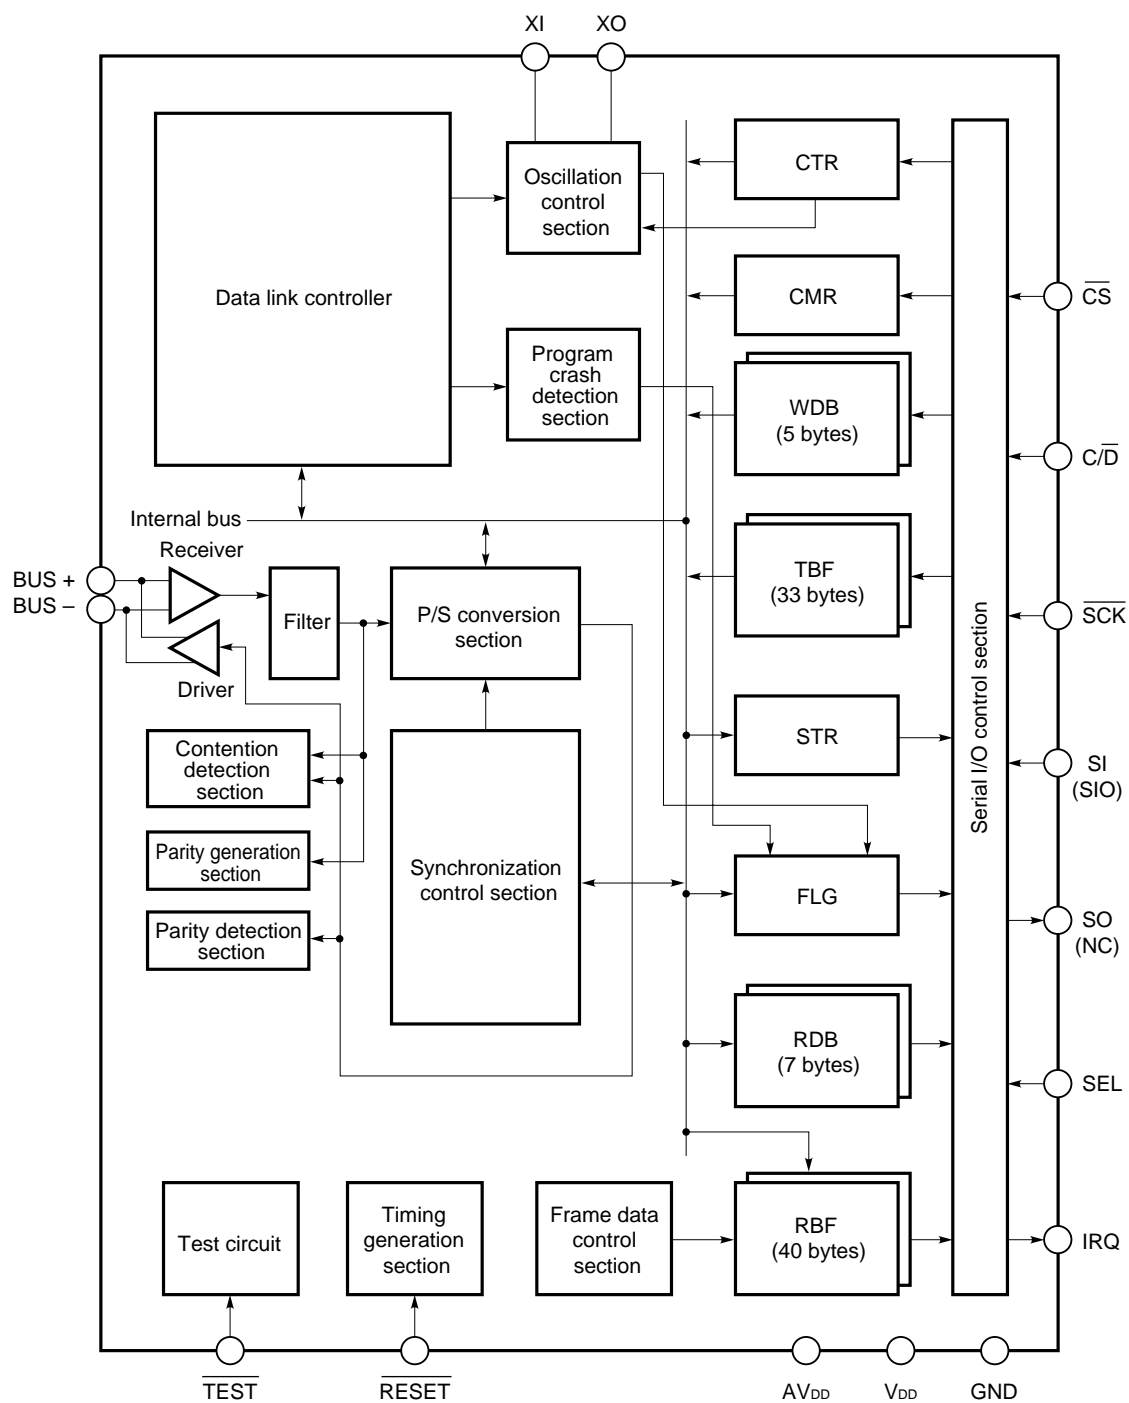 XI
XO
Data link controller
Oscillation
control
section
CTR
CMR
CS
Program
crash
detection
section
WDB
(5 bytes)
C/D
Internal bus
Receiver
BUS +
BUS –
Filter
P/S conversion
section
TBF
(33 bytes)
SCK
Driver
Contention
detection
section
STR
Serial I/O control section
SI
(SIO)
Parity generation
section
Synchronization
control section
FLG
SO
(NC)
Parity detection
section
RDB
(7 bytes)
SEL
Test circuit
Timing
generation
section
Frame data
control
section
RBF
(40 bytes)
IRQ
TEST
RESET
AVDD
VDD
GND